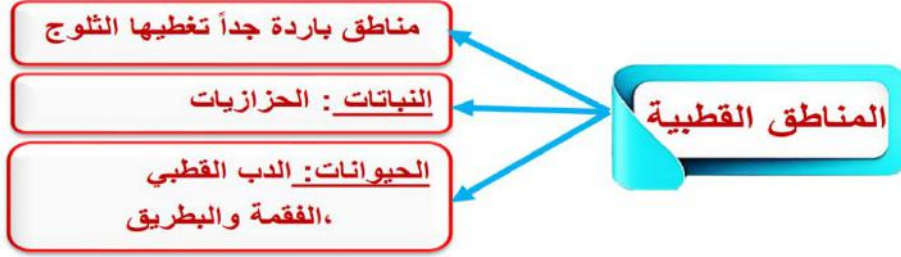 المناطق القطبية
مناطق باردة جداً تغطيها الثلوج
النباتات : الحزازيات
الحيوانات: الدب القطبي
،الفقمة والبطريق